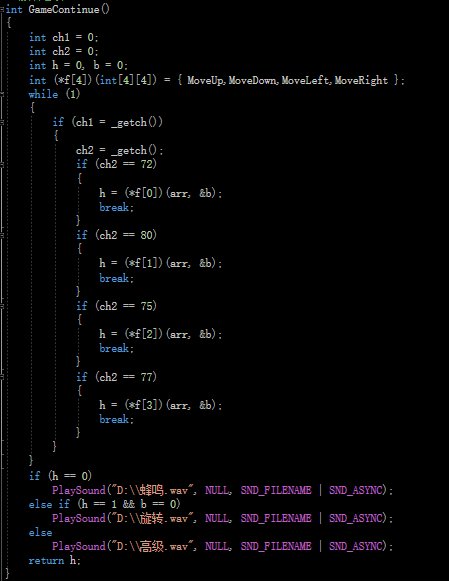 int GameContinue()
{
int ch1 = 0;
int ch2 = 0;
int h = 0, b = 0;
int (*f[4])(int[4][4]) = { MoveUp,MoveDown,MoveLeft,MoveRight };
while (1)
{
if (ch1 = _getch())
{
ch2 = _getch();
if (ch2 == 72)
{
h = (*f[0])(arr, &b);
break;
}
if (ch2 == 80)
{
h = (*f[1])(arr, &b);
break;
}
if (ch2 == 75)
{
h = (*f[2])(arr, &b);
break;
}
if (ch2 == 77)
{
h = (*f[3])(arr, &b);
break;
}
}
}
if (h == 0)
PlaySound("D:\\蜂鸣.wav", NULL, SND_FILENAME | SND_ASYNC);
else if (h == 1 && b == 0)
PlaySound("D:\\旋转.wav", NULL, SND_FILENAME | SND_ASYNC);
else
PlaySound("D:\\高级.wav", NULL, SND_FILENAME | SND_ASYNC);
return h;
}